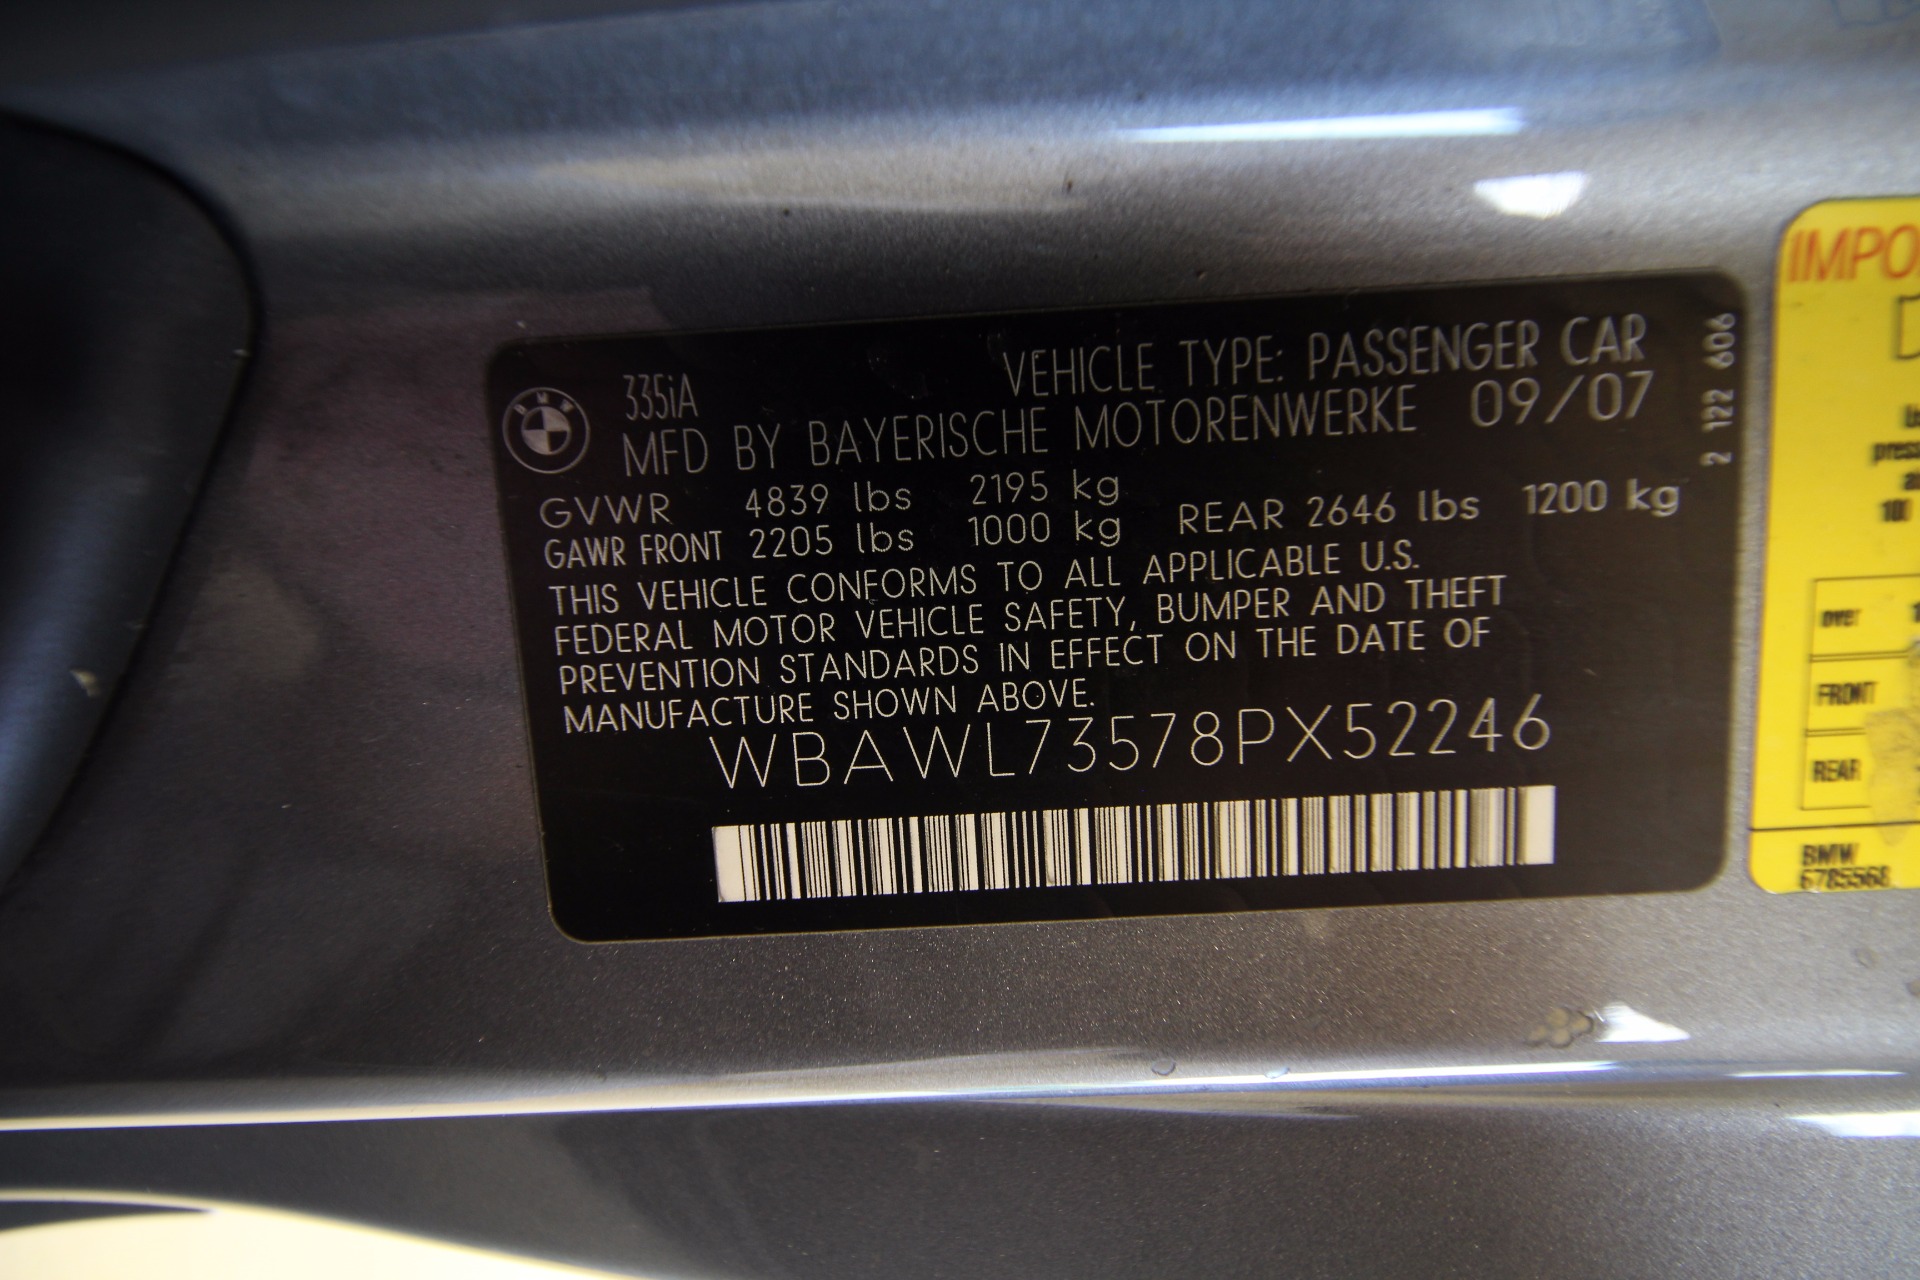 BMW
335iA
VEHICLE TYPE: PASSENGER CAR
MFD BY BAYERISCHE MOTORENWERKE 09/07
GVWR 4839 lbs 2195 kg
GAWR FRONT 2205 lbs 1000 kg REAR 2646 lbs 1200 kg
THIS VEHICLE CONFORMS TO ALL APPLICABLE U.S.
FEDERAL MOTOR VEHICLE SAFETY, BUMPER AND THEFT
PREVENTION STANDARDS IN EFFECT ON THE DATE OF
MANUFACTURE SHOWN ABOVE.
WBAWL73578PX52246
2 122 606
over
FRONT
REAR
BMW
6785568